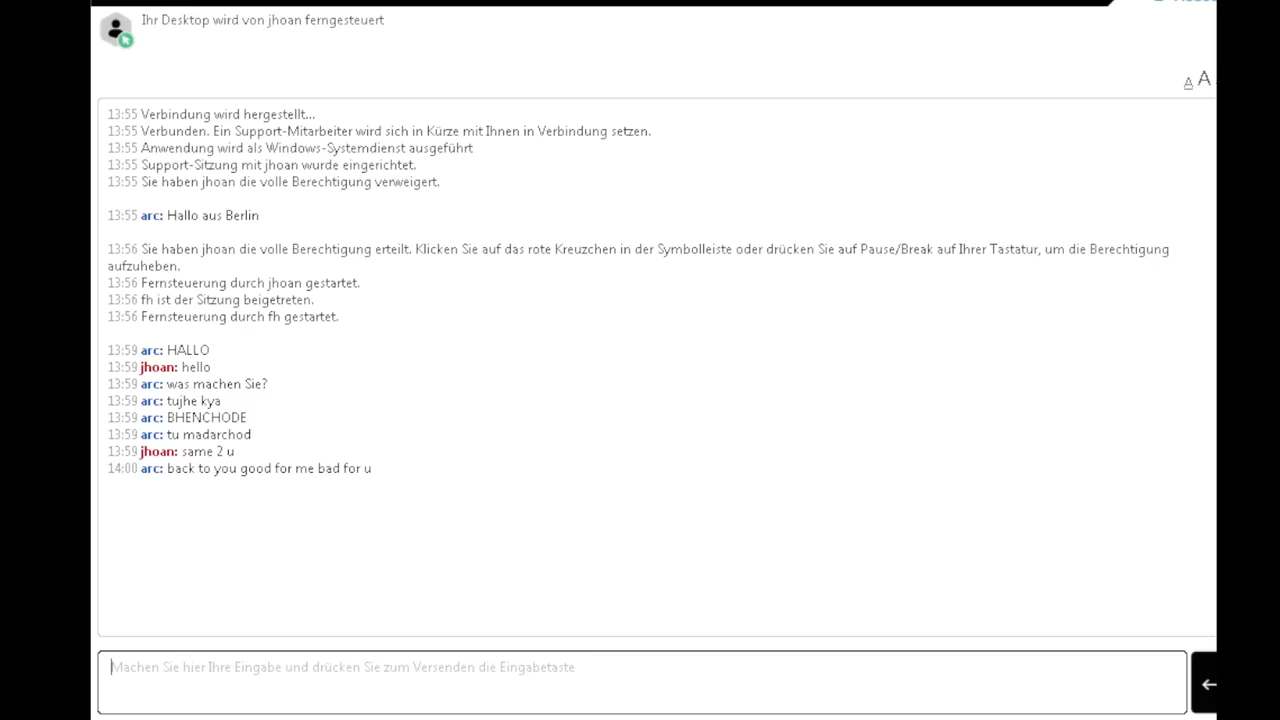 Ihr Desktop wird von jhoan ferngesteuert
A A
13:55 Verbindung wird hergestellt...
13:55 Verbunden. Ein Support-Mitarbeiter wird sich in Kürze mit Ihnen in Verbindung setzen.
13:55 Anwendung wird als Windows-Systemdienst ausgeführt
13:55 Support-Sitzung mit jhoan wurde eingerichtet.
13:55 Sie haben jhoan die volle Berechtigung verweigert.
13:55 arc: Hallo aus Berlin
13:56 Sie haben jhoan die volle Berechtigung erteilt. Klicken Sie auf das rote Kreuzchen in der Symbolleiste oder drücken Sie auf Pause/Break auf Ihrer Tastatur, um die Berechtigung
aufzuheben.
13:56 Fernsteuerung durch jhoan gestartet.
13:56 fh ist der Sitzung beigetreten.
13:56 Fernsteuerung durch fh gestartet.
13:59 arc: HALLO
13:59 jhoan: hello
13:59 arc: was machen Sie?
13:59 arc: tujhe kya
13:59 arc: BHENCHODE
13:59 arc: tu madarchod
13:59 jhoan: same 2 u
14:00 arc: back to you good for me bad for u
Machen Sie hier Ihre Eingabe und drücken Sie zum Versenden die Eingabetaste